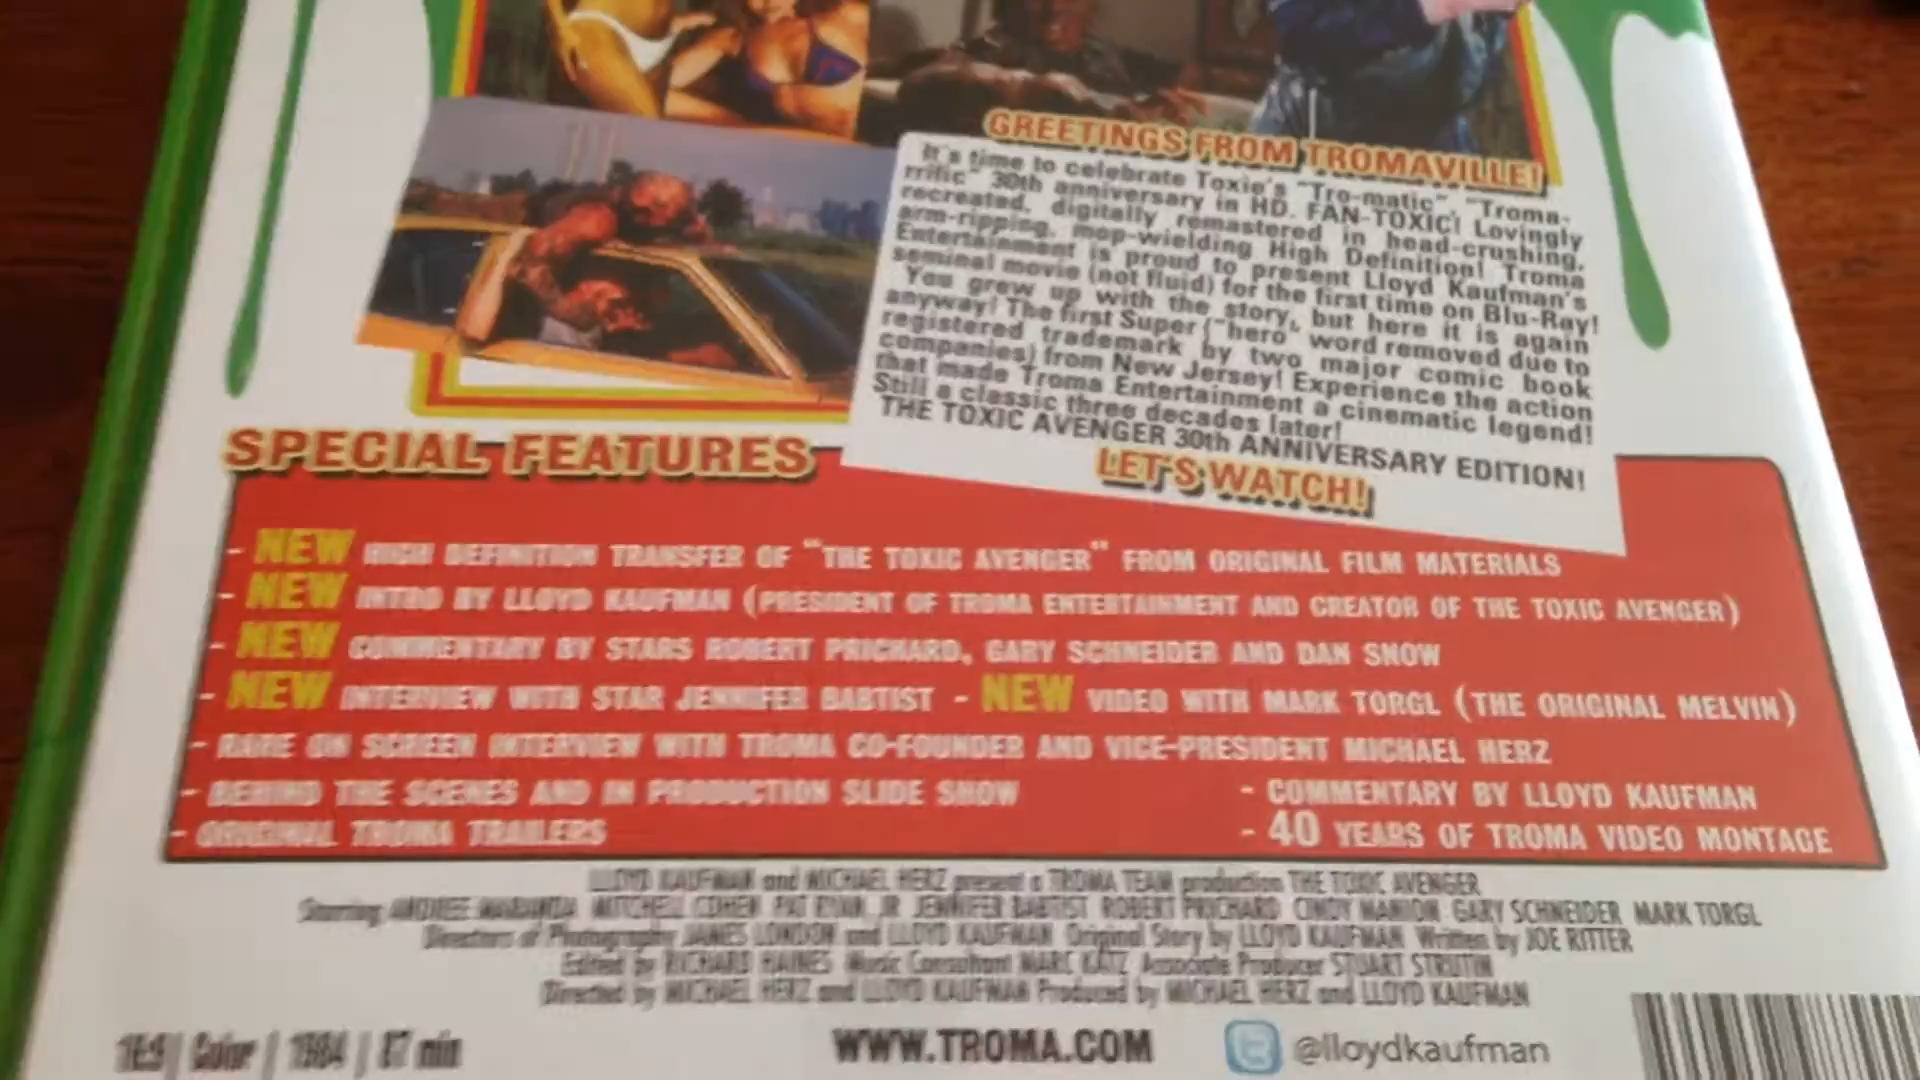 GREETINGS FROM TROMAVILLE!
It's time to celebrate Toxie's "Tro-matic" "Troma-
rrific" 30th anniversary in HD. FAN-TOXIC! Lovingly
recreated, digitally remastered in head-crushing,
arm-ripping, mop-wielding High Definition! Troma
Entertainment is proud to present Lloyd Kaufman's
seminal movie (not fluid) for the first time on Blu-Ray!
You grew up with the story, but here it is again
anyway! The first Super ("hero" word removed due to
registered trademark by two major comic book
companies) from New Jersey! Experience the action
that made Troma Entertainment a cinematic legend!
Still a classic three decades later!
THE TOXIC AVENGER 30th ANNIVERSARY EDITION!
LET'S WATCH!
SPECIAL FEATURES
- NEW HIGH DEFINITION TRANSFER OF "THE TOXIC AVENGER" FROM ORIGINAL FILM MATERIALS
- NEW INTRO BY LLOYD KAUFMAN (PRESIDENT OF TROMA ENTERTAINMENT AND CREATOR OF THE TOXIC AVENGER)
- NEW COMMENTARY BY STARS ROBERT PRICHARD, GARY SCHNEIDER AND DAN SNOW
- NEW INTERVIEW WITH STAR JENNIFER BABTIST - NEW VIDEO WITH MARK TORGL (THE ORIGINAL MELVIN)
- RARE ON SCREEN INTERVIEW WITH TROMA CO-FOUNDER AND VICE-PRESIDENT MICHAEL HERZ
- BEHIND THE SCENES AND IN PRODUCTION SLIDE SHOW - COMMENTARY BY LLOYD KAUFMAN
- ORIGINAL TROMA TRAILERS - 40 YEARS OF TROMA VIDEO MONTAGE
LLOYD KAUFMAN and MICHAEL HERZ present a TROMA TEAM production THE TOXIC AVENGER
Starring ANDREE MARANDA MITCHELL COHEN PAT RYAN, JR JENNIFER BABTIST ROBERT PRICHARD CINDY MANION GARY SCHNEIDER MARK TORGL
Directors of Photography JAMES LONDON and LLOYD KAUFMAN Original Story by LLOYD KAUFMAN Written by JOE RITTER
Edited by RICHARD HAINES Music Consultant MARC KATZ Associate Producer STUART STRUTIN
Directed by MICHAEL HERZ and LLOYD KAUFMAN Produced by MICHAEL HERZ and LLOYD KAUFMAN
16:9 | Color | 1984 | 87 min WWW.TROMA.COM @lloydkaufman